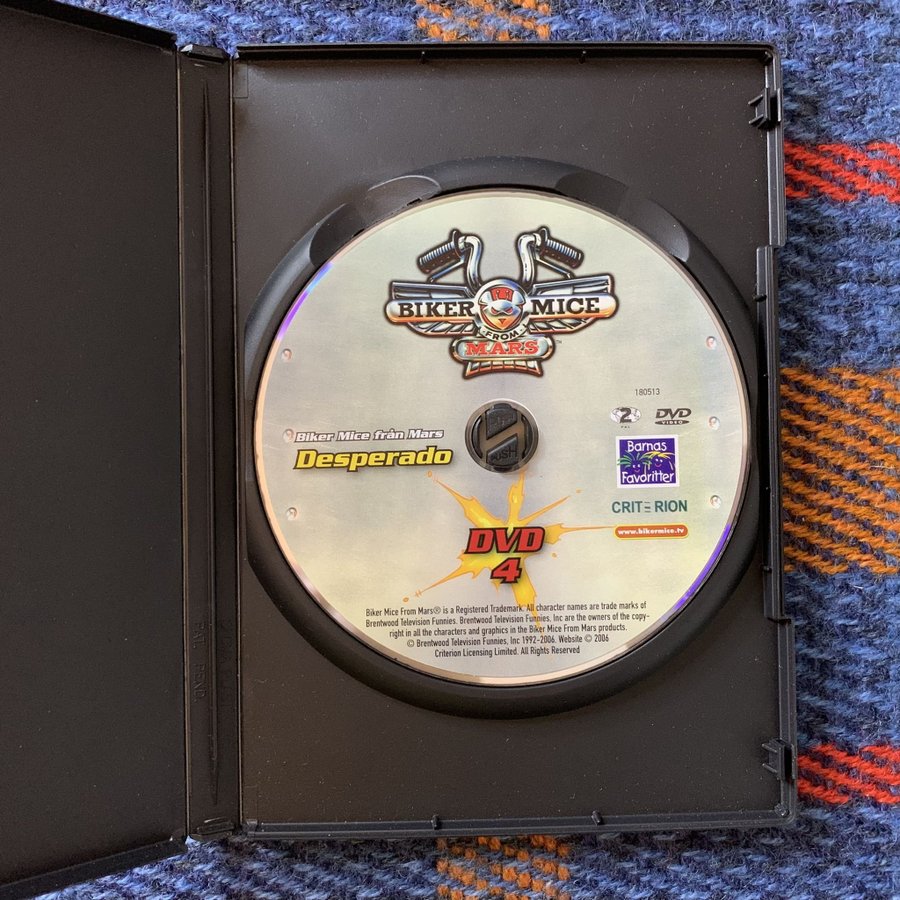 BIKER MICE
FROM
MARS™
180513
2
PAL
DVD
VIDEO
Biker Mice från Mars
Desperado
PUSH
Barnas
Favoritter
CRITERION
www.bikermice.tv
DVD
4
Biker Mice From Mars® is a Registered Trademark. All character names are trade marks of
Brentwood Television Funnies. Brentwood Television Funnies, Inc are the owners of the copy-
right in all the characters and graphics in the Biker Mice From Mars products.
© Brentwood Television Funnies, Inc 1992-2006. Website © 2006
Criterion Licensing Limited. All Rights Reserved